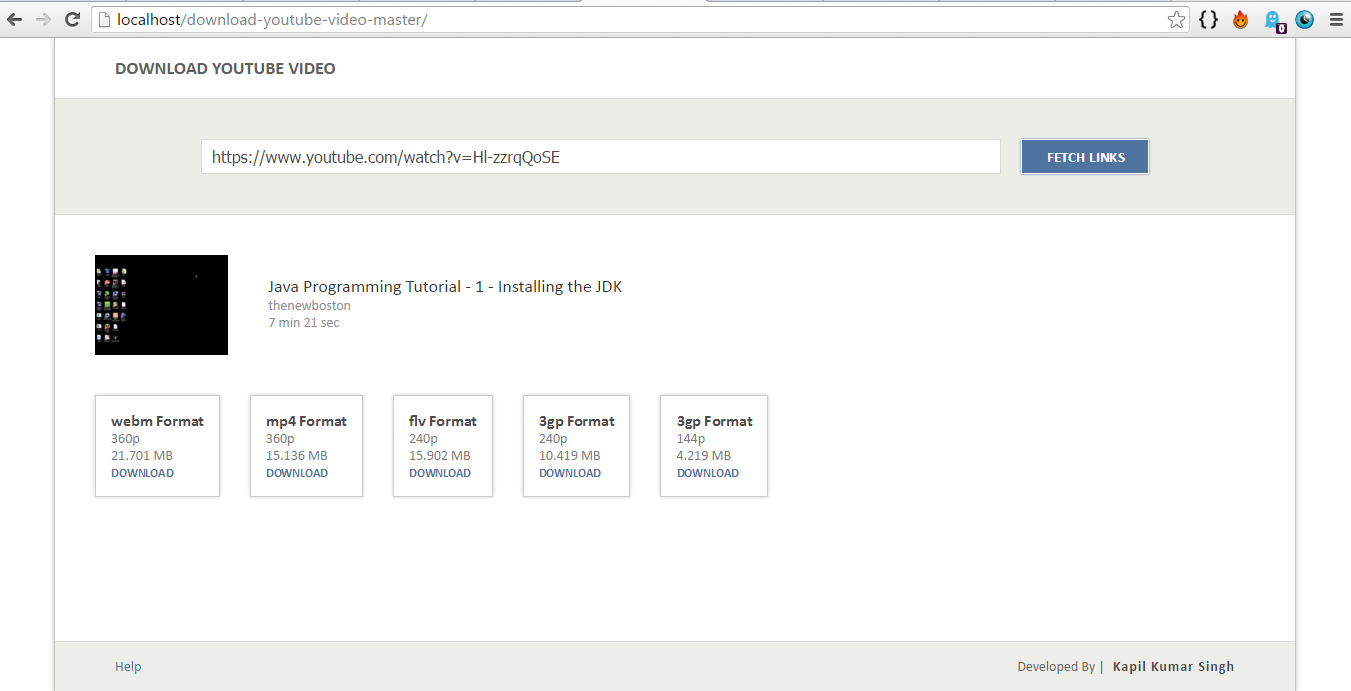 localhost/download-youtube-video-master/
0
DOWNLOAD YOUTUBE VIDEO
https://www.youtube.com/watch?v=Hl-zzrqQoSE
FETCH LINKS
Java Programming Tutorial - 1 - Installing the JDK
thenewboston
7 min 21 sec
webm Format
360p
21.701 MB
DOWNLOAD
mp4 Format
360p
15.136 MB
DOWNLOAD
flv Format
240p
15.902 MB
DOWNLOAD
3gp Format
240p
10.419 MB
DOWNLOAD
3gp Format
144p
4.219 MB
DOWNLOAD
Help
Developed By | Kapil Kumar Singh